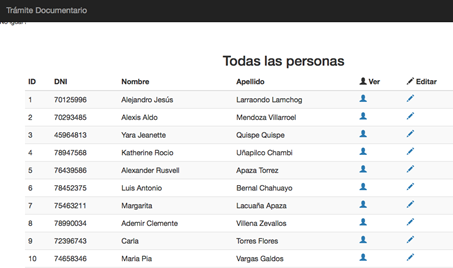 Trámite Documentario
Todas las personas
ID DNI Nombre Apellido Ver Editar
1 70125996 Alejandro Jesús Larraondo Lamchog
2 70293485 Alexis Aldo Mendoza Villarroel
3 45964813 Yara Jeanette Quispe Quispe
4 78947568 Katherine Rocio Uñapilco Chambi
5 76439586 Alexander Rusvell Apaza Torrez
6 78452375 Luis Antonio Bernal Chahuayo
7 75463211 Margarita Lacuaña Apaza
8 78990034 Ademir Clemente Villena Zevallos
9 72396743 Carla Torres Flores
10 74658346 Maria Pia Vargas Galdos